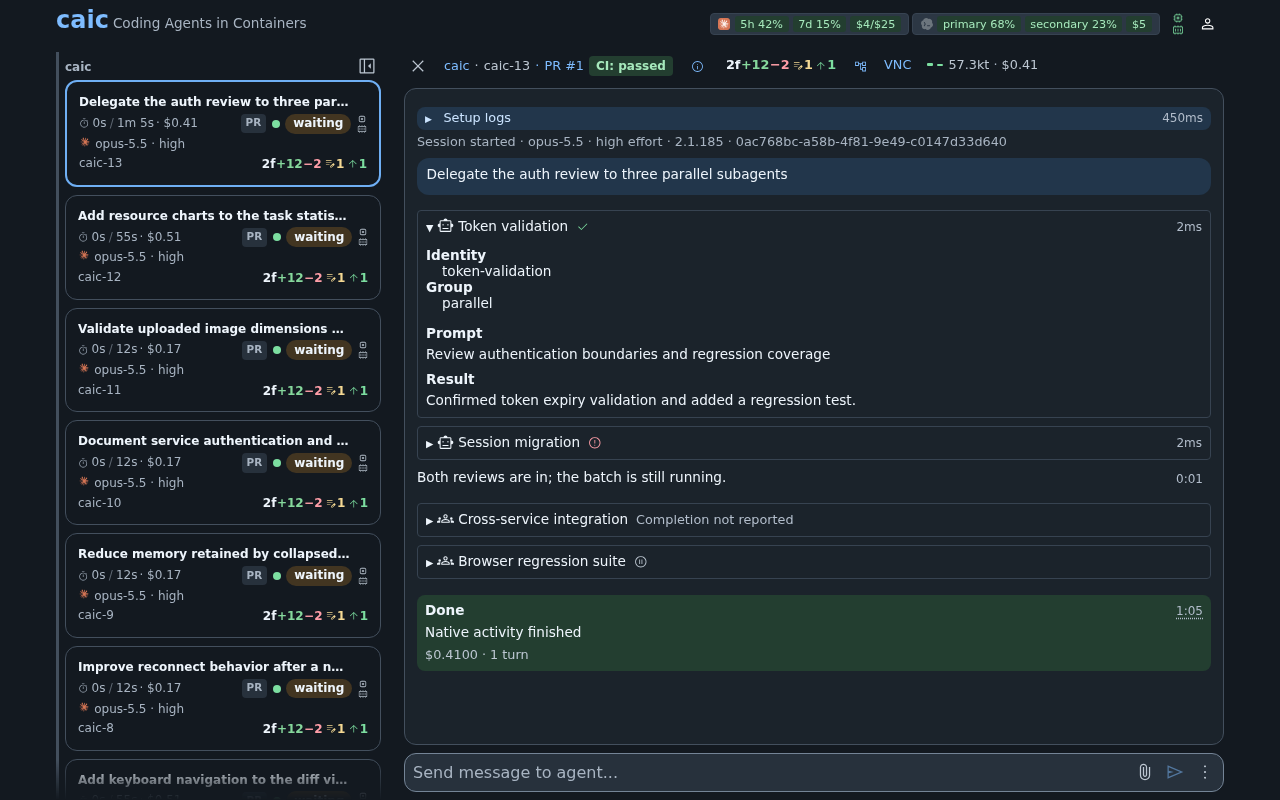 caic Coding Agents in Containers
5h 42% 7d 15% $4/$25 primary 68% secondary 23% $5
caic
Delegate the auth review to three par…
0s / 1m 5s · $0.41 PR waiting
opus-5.5 · high
caic-13 2f+12−2 1 ↑1
Add resource charts to the task statis…
0s / 55s · $0.51 PR waiting
opus-5.5 · high
caic-12 2f+12−2 1 ↑1
Validate uploaded image dimensions …
0s / 12s · $0.17 PR waiting
opus-5.5 · high
caic-11 2f+12−2 1 ↑1
Document service authentication and …
0s / 12s · $0.17 PR waiting
opus-5.5 · high
caic-10 2f+12−2 1 ↑1
Reduce memory retained by collapsed…
0s / 12s · $0.17 PR waiting
opus-5.5 · high
caic-9 2f+12−2 1 ↑1
Improve reconnect behavior after a n…
0s / 12s · $0.17 PR waiting
opus-5.5 · high
caic-8 2f+12−2 1 ↑1
Add keyboard navigation to the diff vi…
caic · caic-13 · PR #1 CI: passed 2f+12−2 1 ↑1 VNC 57.3kt · $0.41
Setup logs 450ms
Session started · opus-5.5 · high effort · 2.1.185 · 0ac768bc-a58b-4f81-9e49-c0147d33d640
Delegate the auth review to three parallel subagents
Token validation 2ms
Identity
token-validation
Group
parallel
Prompt
Review authentication boundaries and regression coverage
Result
Confirmed token expiry validation and added a regression test.
Session migration 2ms
Both reviews are in; the batch is still running. 0:01
Cross-service integration Completion not reported
Browser regression suite
Done 1:05
Native activity finished
$0.4100 · 1 turn
Send message to agent…